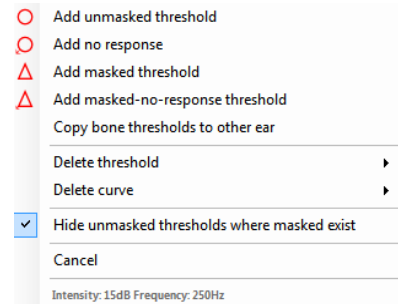 Add unmasked threshold
Add no response
Add masked threshold
Add masked-no-response threshold
Copy bone thresholds to other ear
Delete threshold
Delete curve
Hide unmasked thresholds where masked exist
Cancel
Intensity: 15dB Frequency: 250Hz